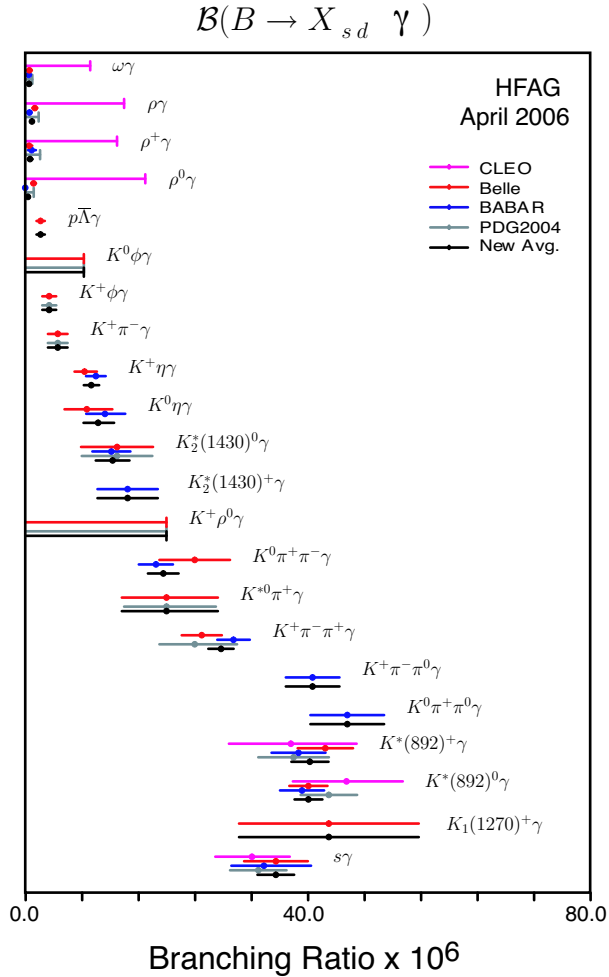 𝓑(B → X_{sd} γ)
ωγ
HFAG
April 2006
ργ
ρ⁺γ
CLEO
Belle
ρ⁰γ
BABAR
PDG2004
pΛ̅γ
New Avg.
K⁰φγ
K⁺φγ
K⁺π⁻γ
K⁺ηγ
K⁰ηγ
K₂*(1430)⁰γ
K₂*(1430)⁺γ
K⁺ρ⁰γ
K⁰π⁺π⁻γ
K*⁰π⁺γ
K⁺π⁻π⁺γ
K⁺π⁻π⁰γ
K⁰π⁺π⁰γ
K*(892)⁺γ
K*(892)⁰γ
K₁(1270)⁺γ
sγ
0.0 40.0 80.0
Branching Ratio x 10⁶